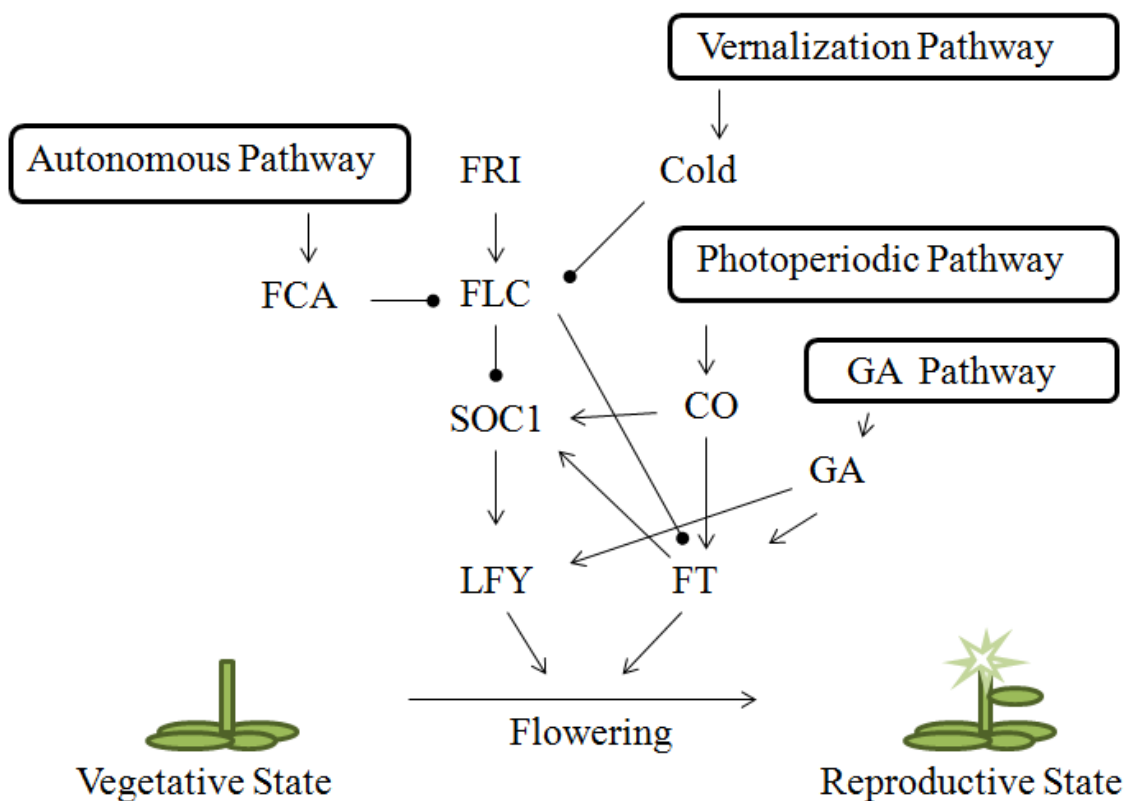 Vernalization Pathway
Autonomous Pathway
FRI
Cold
Photoperiodic Pathway
FCA
FLC
GA Pathway
SOC1
CO
GA
LFY
FT
Flowering
Vegetative State
Reproductive State